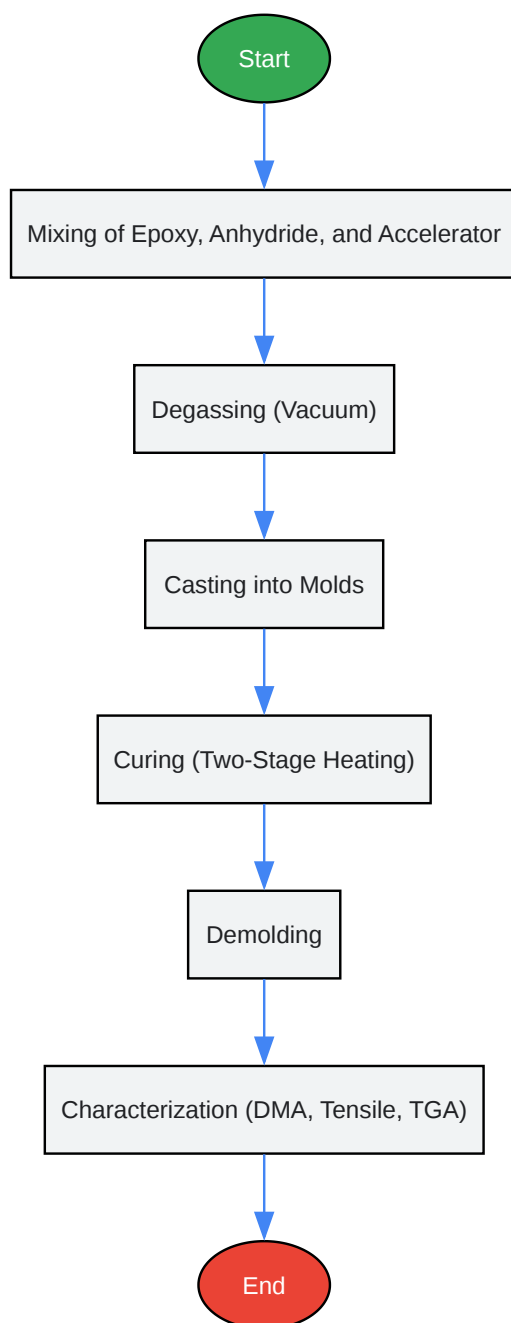 Start
Mixing of Epoxy, Anhydride, and Accelerator
Degassing (Vacuum)
Casting into Molds
Curing (Two-Stage Heating)
Demolding
Characterization (DMA, Tensile, TGA)
End